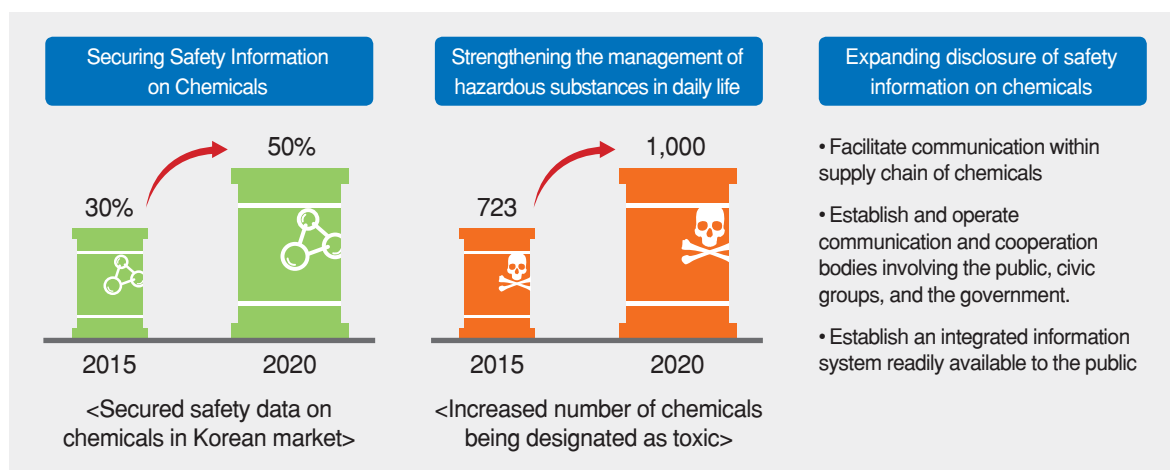 Securing Safety Information
on Chemicals
30%
50%
2015
2020
<Secured safety data on
chemicals in Korean market>
Strengthening the management of
hazardous substances in daily life
723
1,000
2015
2020
<Increased number of chemicals
being designated as toxic>
Expanding disclosure of safety
information on chemicals
• Facilitate communication within
supply chain of chemicals
• Establish and operate
communication and cooperation
bodies involving the public, civic
groups, and the government.
• Establish an integrated information
system readily available to the public